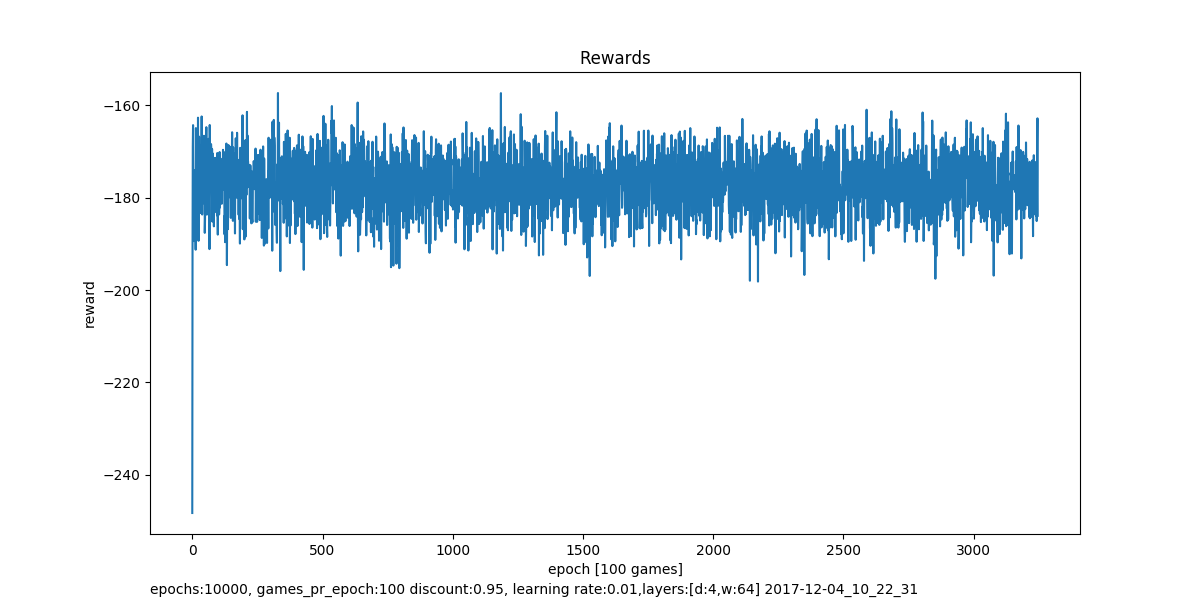 Rewards
−160
−180
−200
−220
−240
reward
0 500 1000 1500 2000 2500 3000
epoch [100 games]
epochs:10000, games_pr_epoch:100 discount:0.95, learning rate:0.01,layers:[d:4,w:64] 2017-12-04_10_22_31